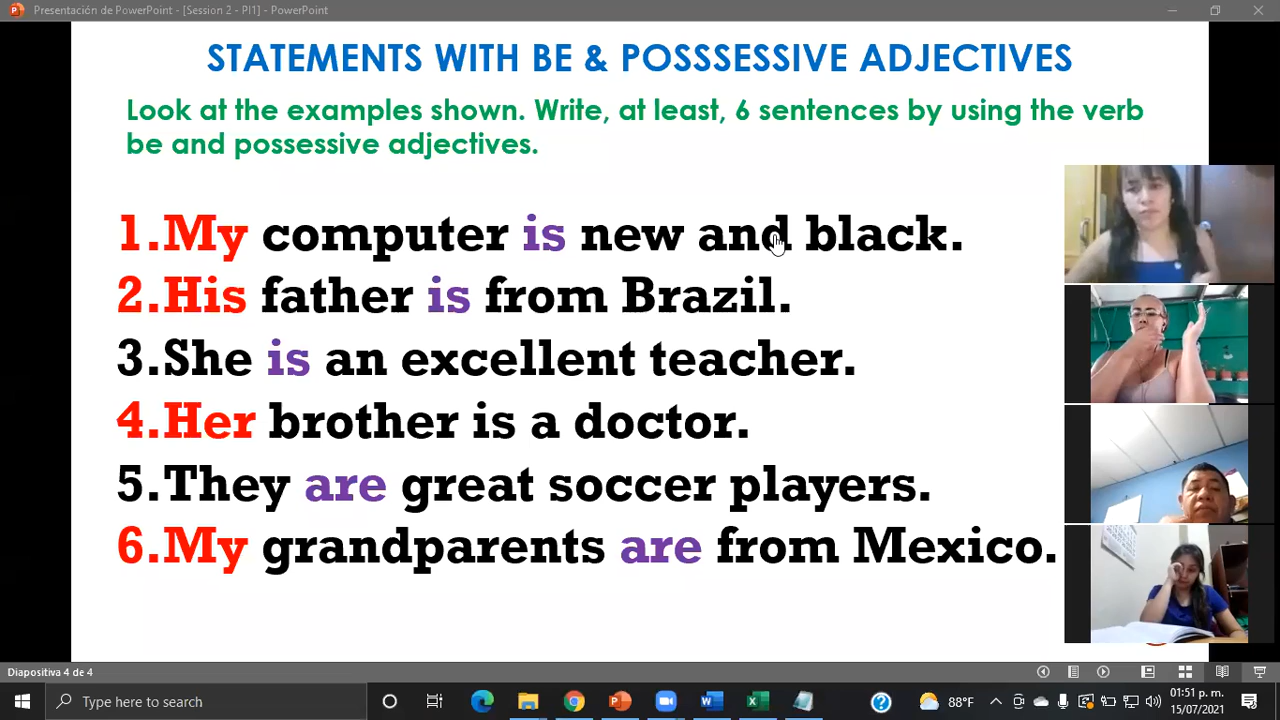 Presentación de PowerPoint - [Session 2 - PI1] - PowerPoint
STATEMENTS WITH BE & POSSSESSIVE ADJECTIVES
Look at the examples shown. Write, at least, 6 sentences by using the verb
be and possessive adjectives.
1.My computer is new and black.
2.His father is from Brazil.
3.She is an excellent teacher.
4.Her brother is a doctor.
5.They are great soccer players.
6.My grandparents are from Mexico.
Diapositiva 4 de 4
Type here to search
88°F
01:51 p. m.
15/07/2021